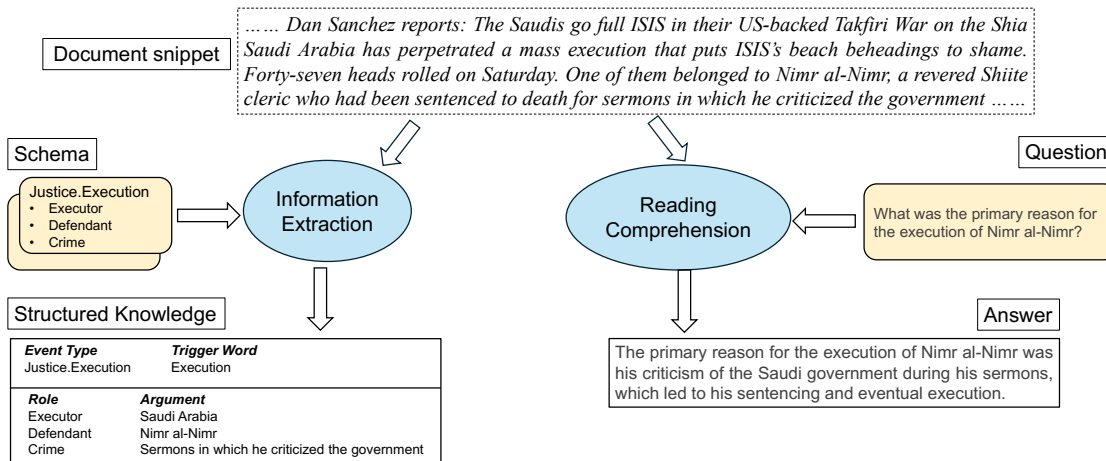 …… Dan Sanchez reports: The Saudis go full ISIS in their US-backed Takfiri War on the Shia
Document snippet
Saudi Arabia has perpetrated a mass execution that puts ISIS’s beach beheadings to shame.
Forty-seven heads rolled on Saturday. One of them belonged to Nimr al-Nimr, a revered Shiite
cleric who had been sentenced to death for sermons in which he criticized the government ……
Schema
Question
Justice.Execution
• Executor
• Defendant
• Crime
Information
Extraction
Reading
Comprehension
What was the primary reason for
the execution of Nimr al-Nimr?
Structured Knowledge
Answer
Event Type Trigger Word
Justice.Execution Execution
Role Argument
Executor Saudi Arabia
Defendant Nimr al-Nimr
Crime Sermons in which he criticized the government
The primary reason for the execution of Nimr al-Nimr was
his criticism of the Saudi government during his sermons,
which led to his sentencing and eventual execution.